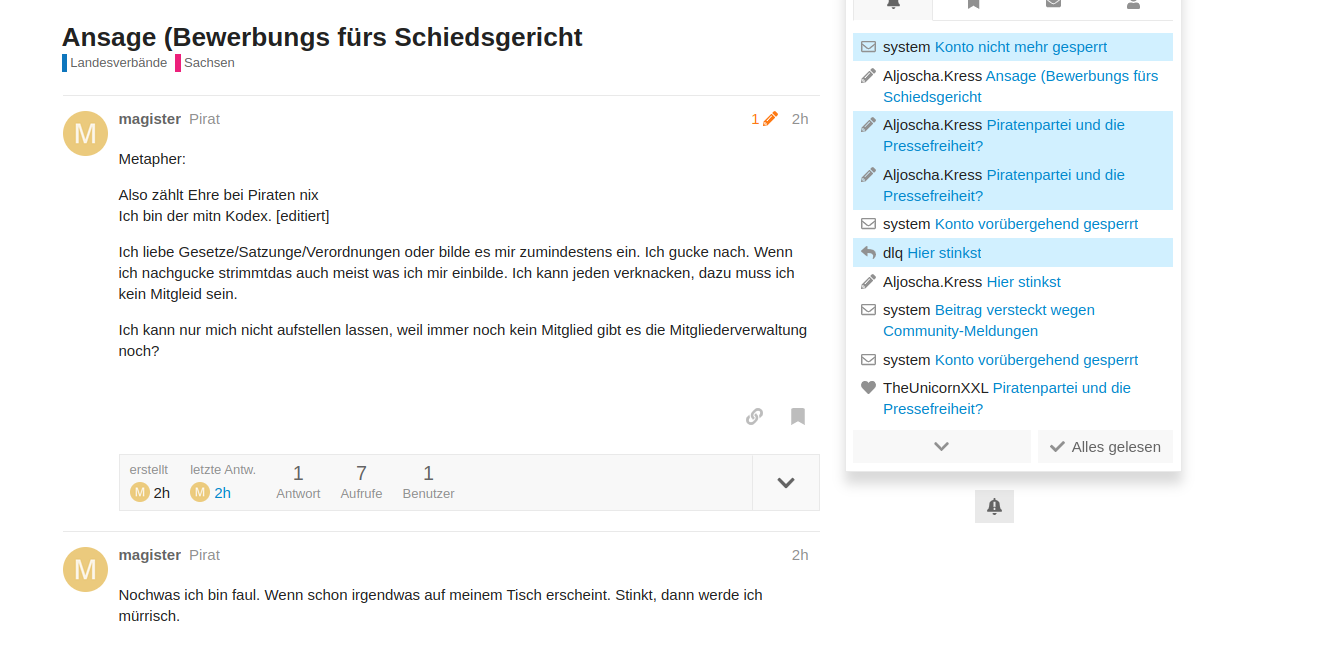 Ansage (Bewerbungs fürs Schiedsgericht
Landesverbände Sachsen
magister Pirat 1 2h
M
Metapher:
Also zählt Ehre bei Piraten nix
Ich bin der mitn Kodex. [editiert]
Ich liebe Gesetze/Satzunge/Verordnungen oder bilde es mir zumindestens ein. Ich gucke nach. Wenn
ich nachgucke strimmtdas auch meist was ich mir einbilde. Ich kann jeden verknacken, dazu muss ich
kein Mitgleid sein.
Ich kann nur mich nicht aufstellen lassen, weil immer noch kein Mitglied gibt es die Mitgliederverwaltung
noch?
erstellt letzte Antw. 1 7 1
M 2h M 2h Antwort Aufrufe Benutzer
magister Pirat 2h
M
Nochwas ich bin faul. Wenn schon irgendwas auf meinem Tisch erscheint. Stinkt, dann werde ich
mürrisch.
system Konto nicht mehr gesperrt
Aljoscha.Kress Ansage (Bewerbungs fürs
Schiedsgericht
Aljoscha.Kress Piratenpartei und die
Pressefreiheit?
Aljoscha.Kress Piratenpartei und die
Pressefreiheit?
system Konto vorübergehend gesperrt
dlq Hier stinkst
Aljoscha.Kress Hier stinkst
system Beitrag versteckt wegen
Community-Meldungen
system Konto vorübergehend gesperrt
TheUnicornXXL Piratenpartei und die
Pressefreiheit?
Alles gelesen